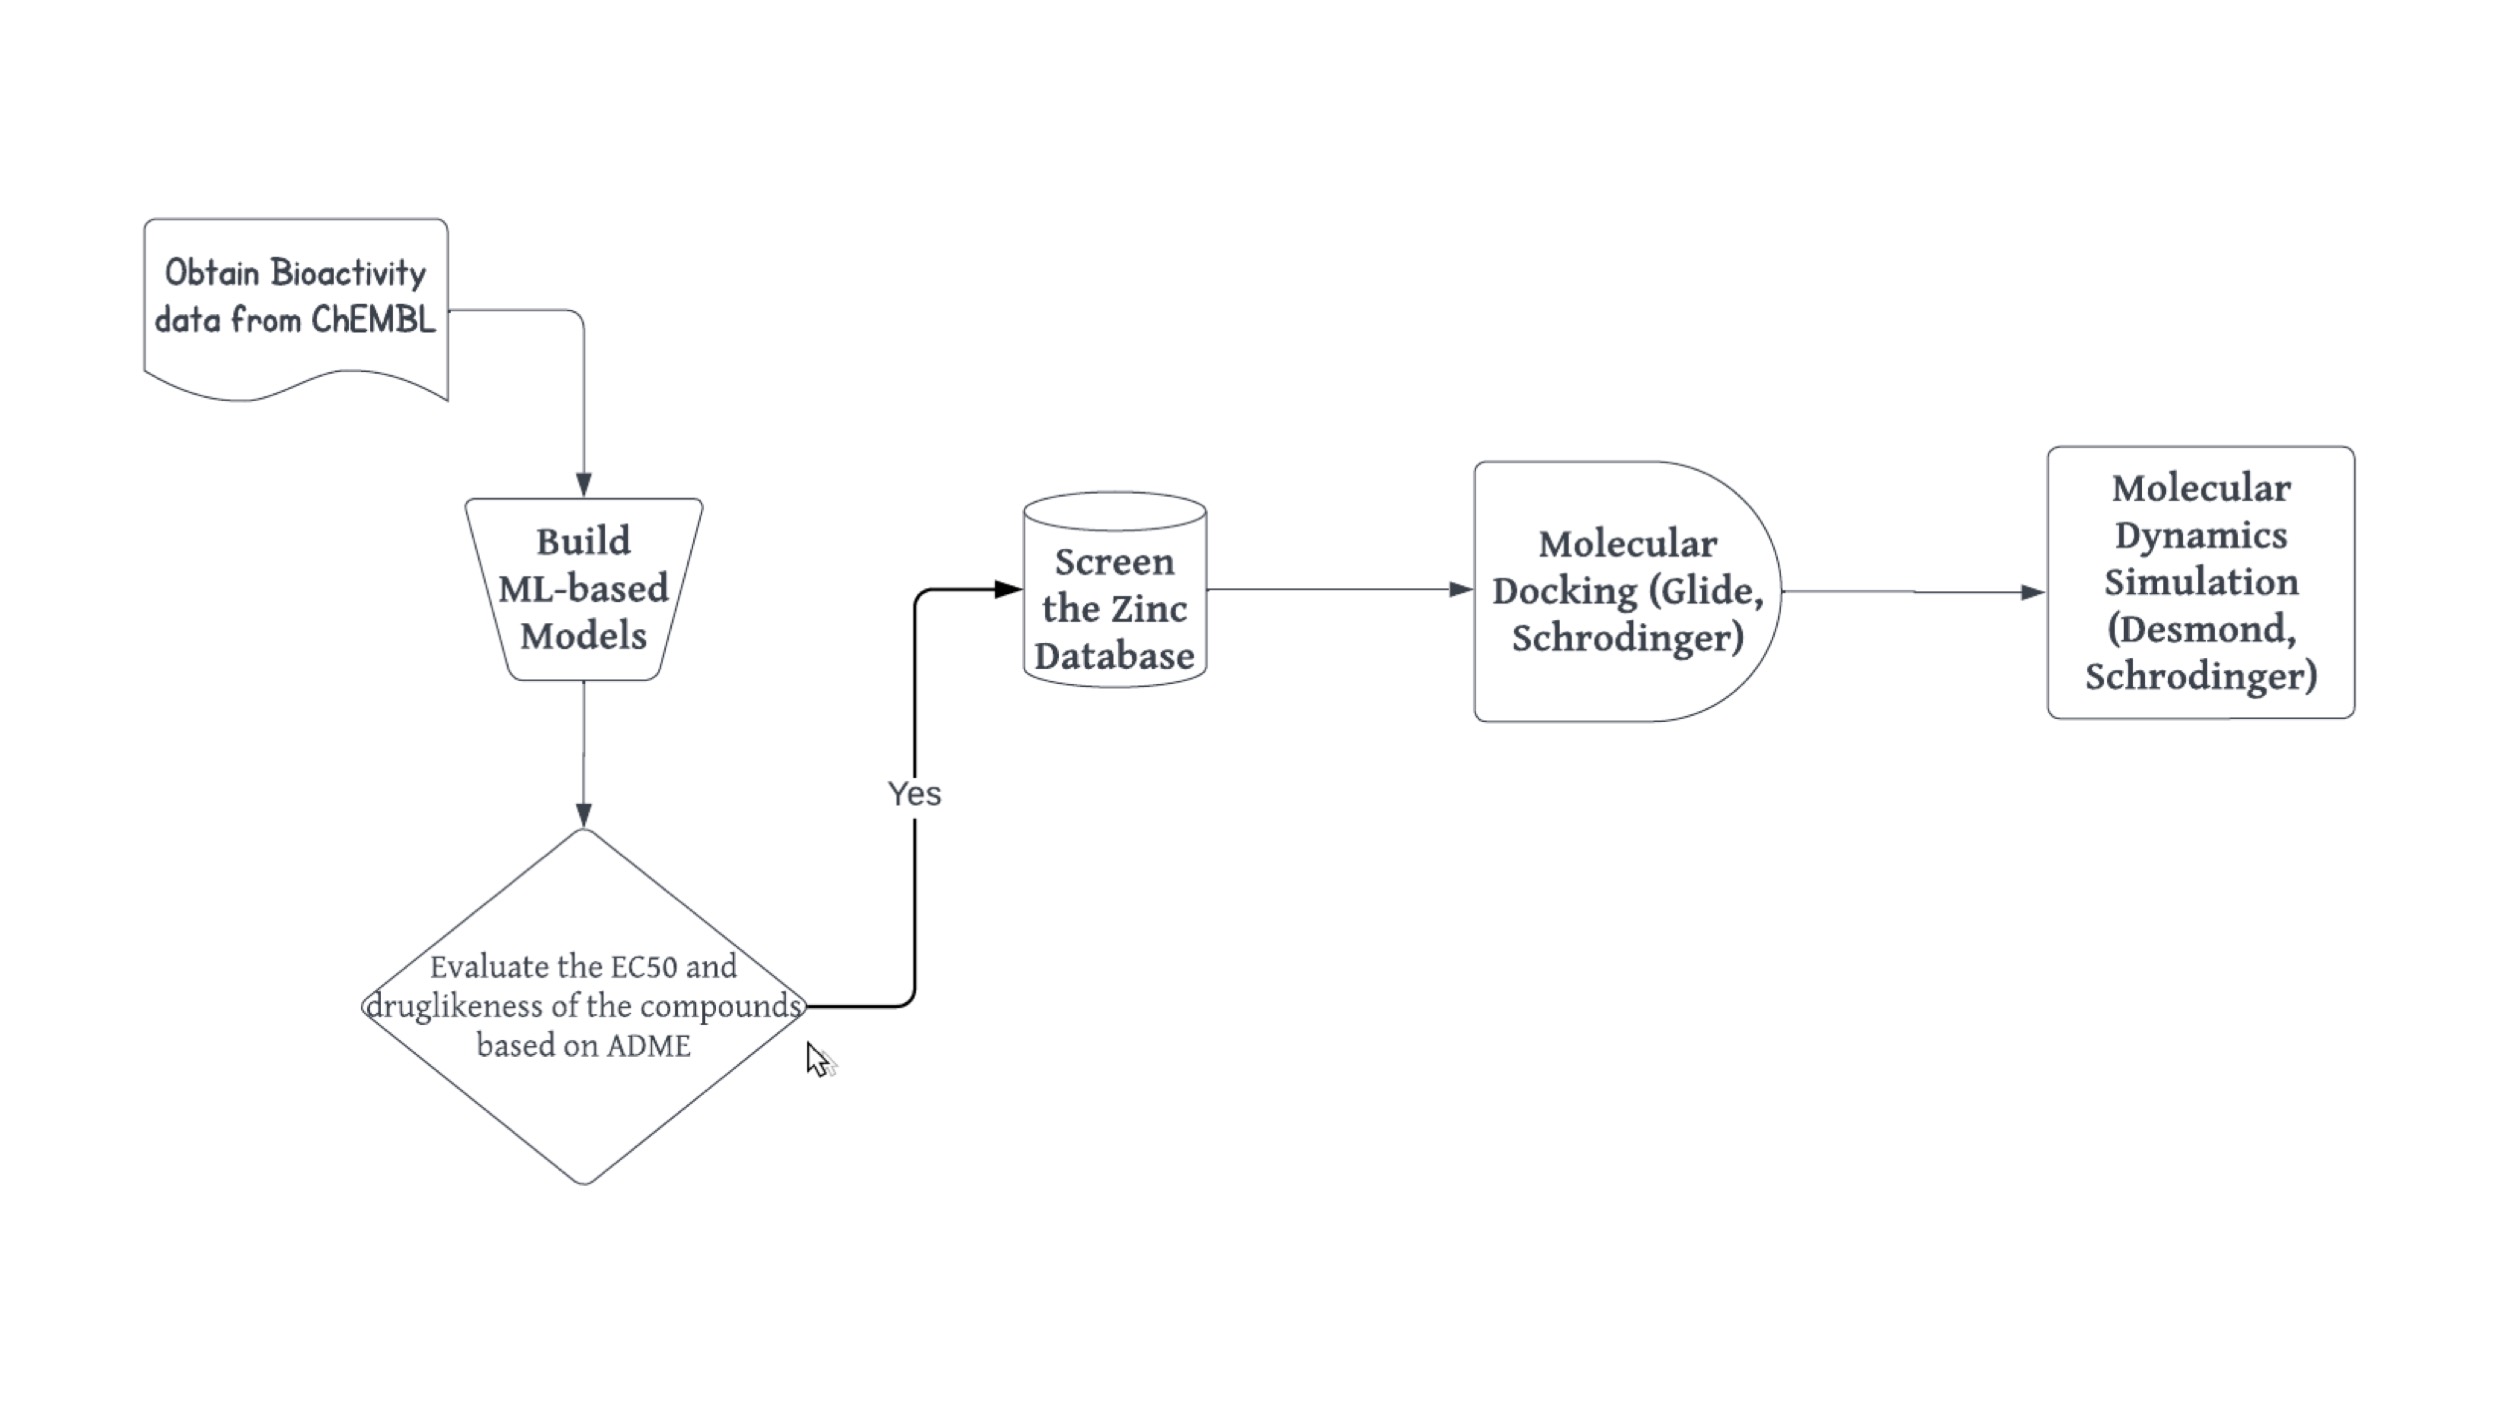 Obtain Bioactivity
data from ChEMBL
Build
ML-based
Models
Evaluate the EC50 and
druglikeness of the compounds
based on ADME
Yes
Screen
the Zinc
Database
Molecular
Docking (Glide,
Schrodinger)
Molecular
Dynamics
Simulation
(Desmond,
Schrodinger)